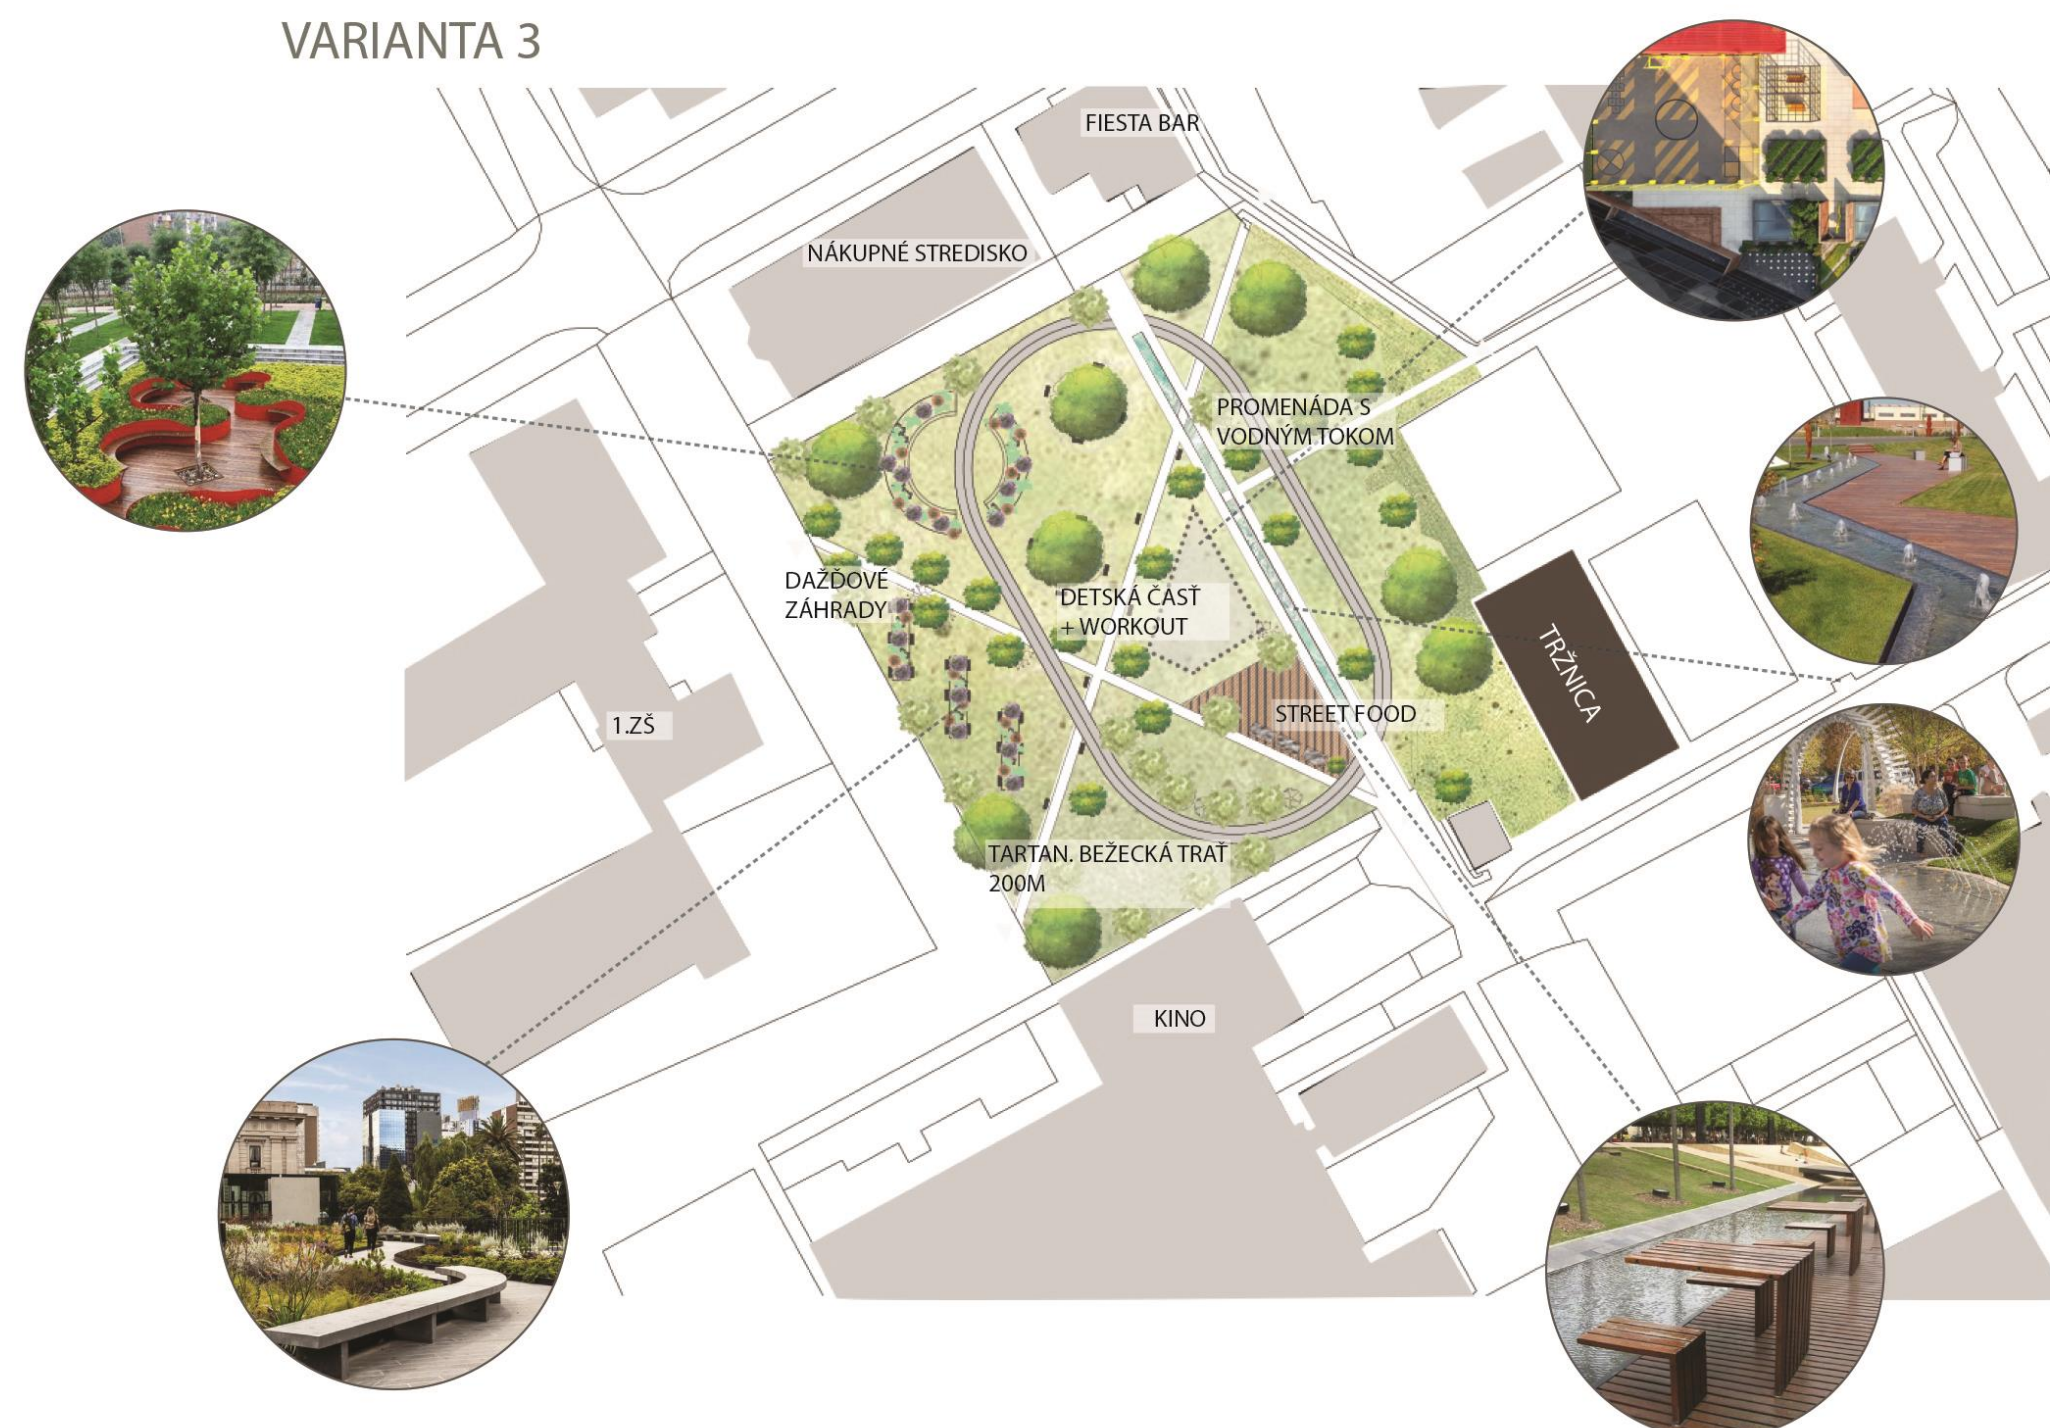 VARIANTA 3
FIESTA BAR
NÁKUPNÉ STREDISKO
PROMENÁDA S
VODNÝM TOKOM
DAŽĎOVÉ
ZÁHRADY
DETSKÁ ČASŤ
+ WORKOUT
TRŽNICA
1.ZŠ
STREET FOOD
TARTAN. BEŽECKÁ TRAŤ
200M
KINO